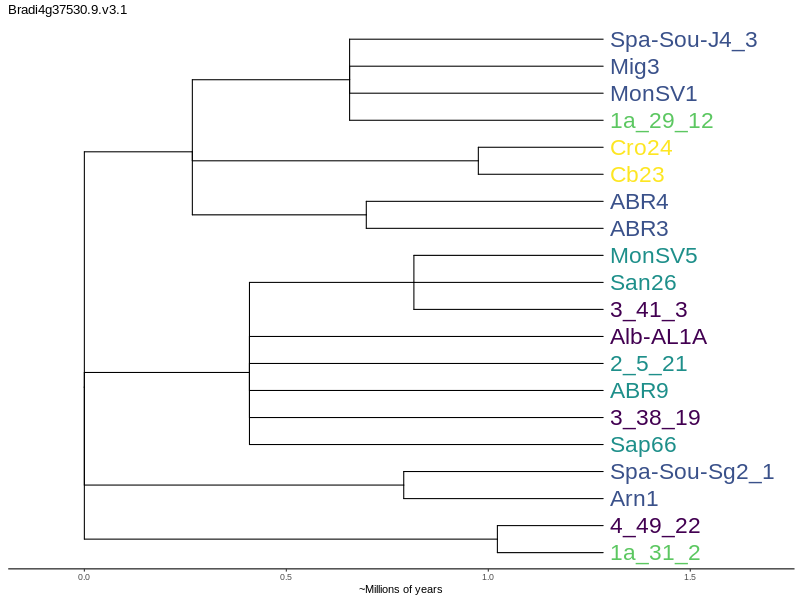 Bradi4g37530.9.v3.1
Spa-Sou-J4_3
Mig3
MonSV1
1a_29_12
Cro24
Cb23
ABR4
ABR3
MonSV5
San26
3_41_3
Alb-AL1A
2_5_21
ABR9
3_38_19
Sap66
Spa-Sou-Sg2_1
Arn1
4_49_22
1a_31_2
0.0 0.5 1.0 1.5
~Millions of years